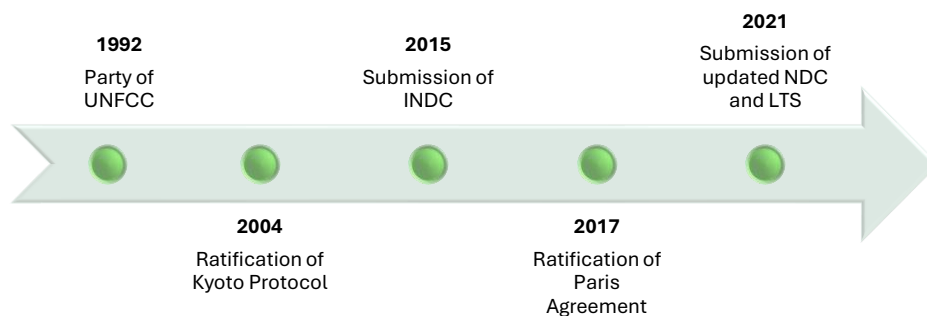 1992
Party of
UNFCC
2004
Ratification of
Kyoto Protocol
2015
Submission of
INDC
2017
Ratification of
Paris
Agreement
2021
Submission of
updated NDC
and LTS